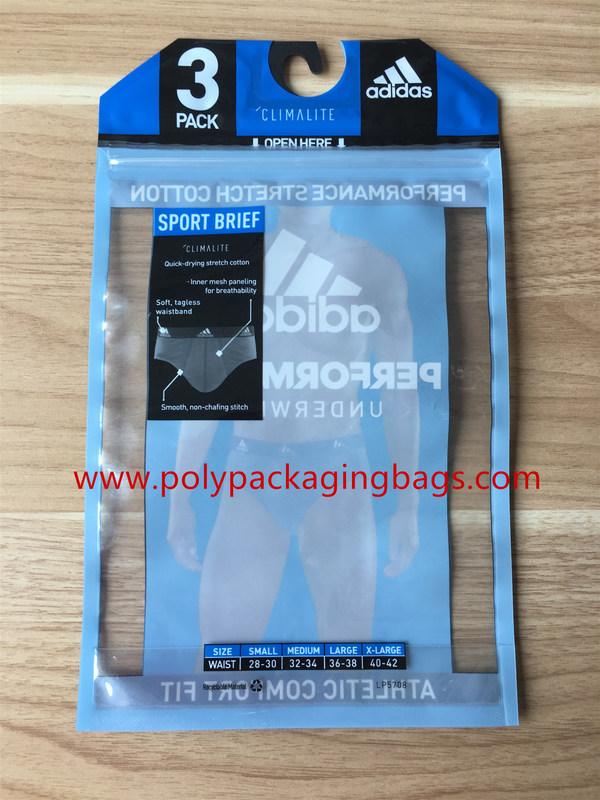 3
PACK
CLIMALITE
adidas
OPEN HERE
PERFORMANCE STRETCH COTTON
SPORT BRIEF
CLIMALITE
Quick-drying stretch cotton
Inner mesh paneling
for breathability
Soft, tagless
waistband
Smooth, non-chafing stitch
adidas
PERFORM
UNDERW
www.polypackagingbags.com
SIZE SMALL MEDIUM LARGE X-LARGE
WAIST 28-30 32-34 36-38 40-42
Recyclable Material
LP5708
ATHLETIC COMFORT FIT